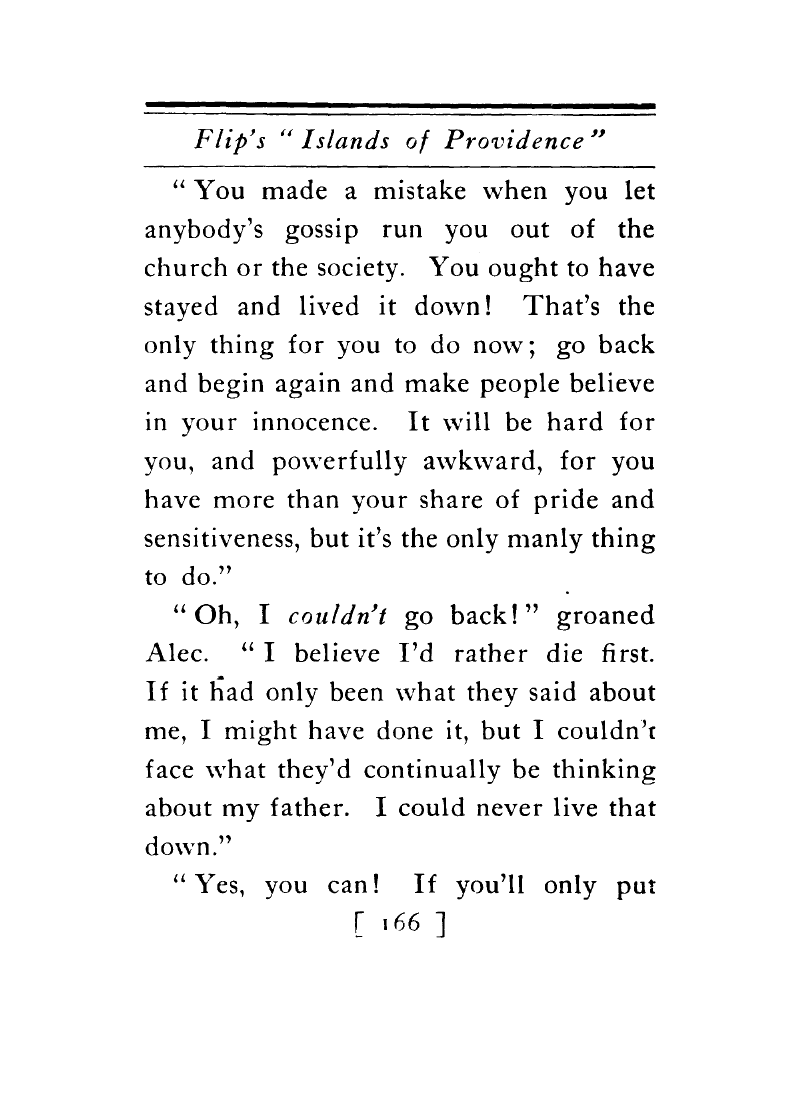 Flip's “ Islands of Providence ”
“ You made a mistake when you let
anybody’s gossip run you out of the
church or the society. You ought to have
stayed and lived it down! That’s the
only thing for you to do now; go back
and begin again and make people believe
in your innocence. It will be hard for
you, and powerfully awkward, for you
have more than your share of pride and
sensitiveness, but it’s the only manly thing
to do.”
“ Oh, I couldn’t go back!” groaned
Alec. “ I believe I’d rather die first.
If it had only been what they said about
me, I might have done it, but I couldn’t
face what they’d continually be thinking
about my father. I could never live that
down.”
“ Yes, you can! If you’ll only put
[ 166 ]